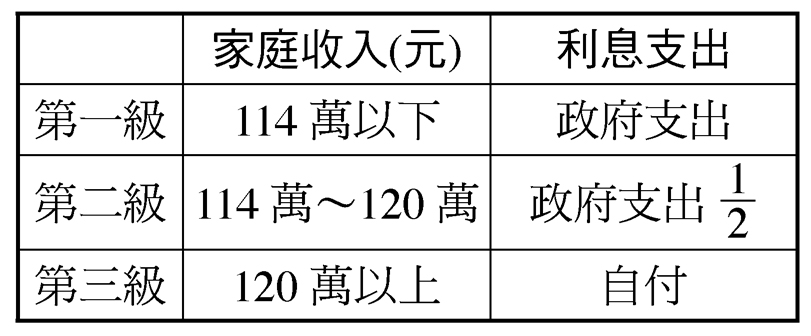 家庭收入(元) 利息支出
第一級 114 萬以下 政府支出
第二級 114 萬～120 萬 政府支出 1/2
第三級 120 萬以上 自付